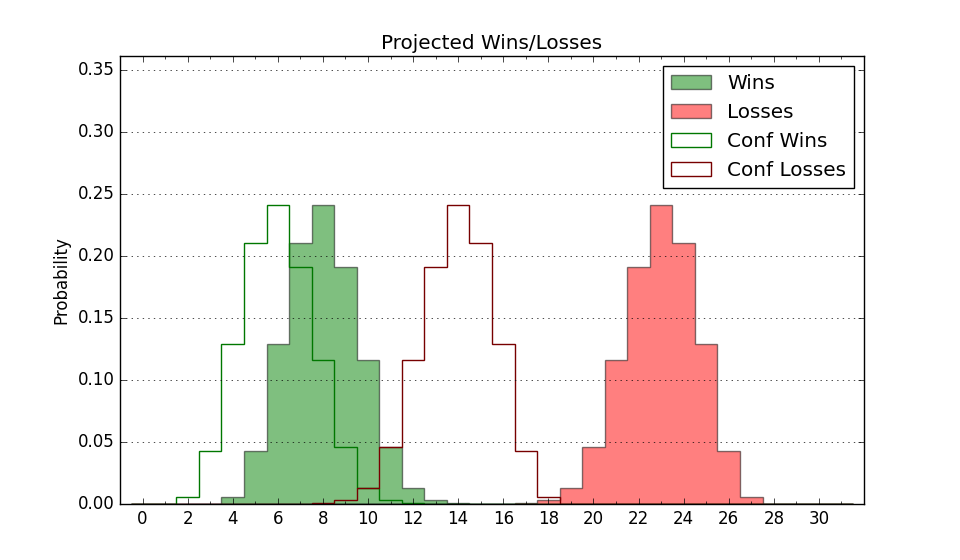 Projected Wins/Losses
0.35
0.30
0.25
0.20
0.15
0.10
0.05
0.00
Probability
Wins
Losses
Conf Wins
Conf Losses
0 2 4 6 8 10 12 14 16 18 20 22 24 26 28 30